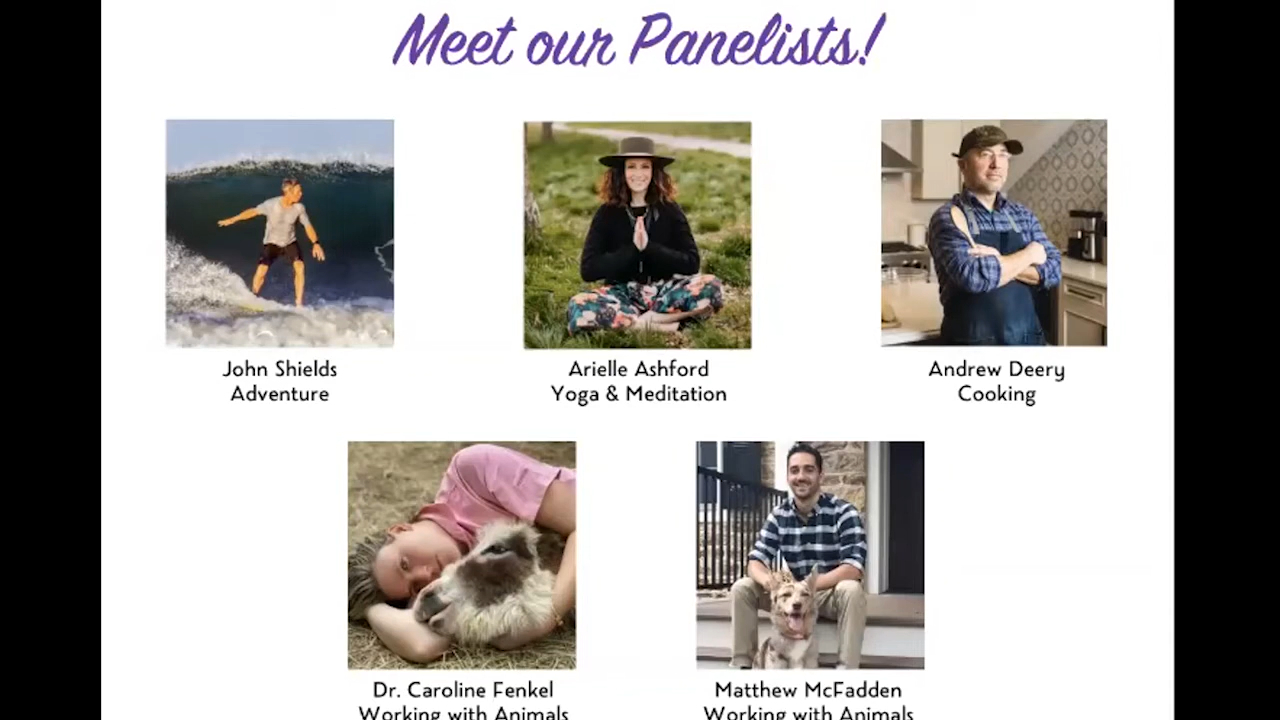 Meet our Panelists!
John Shields
Adventure
Arielle Ashford
Yoga & Meditation
Andrew Deery
Cooking
Dr. Caroline Fenkel
Working with Animals
Matthew McFadden
Working with Animals